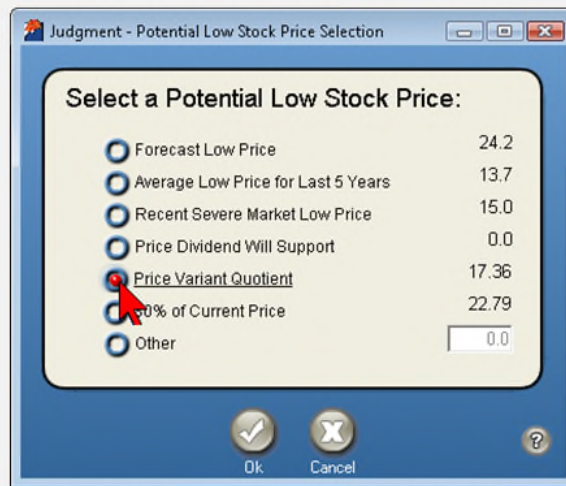 Judgment - Potential Low Stock Price Selection
Select a Potential Low Stock Price:
Forecast Low Price 24.2
Average Low Price for Last 5 Years 13.7
Recent Severe Market Low Price 15.0
Price Dividend Will Support 0.0
Price Variant Quotient 17.36
0% of Current Price 22.79
Other 0.0
Ok Cancel ?